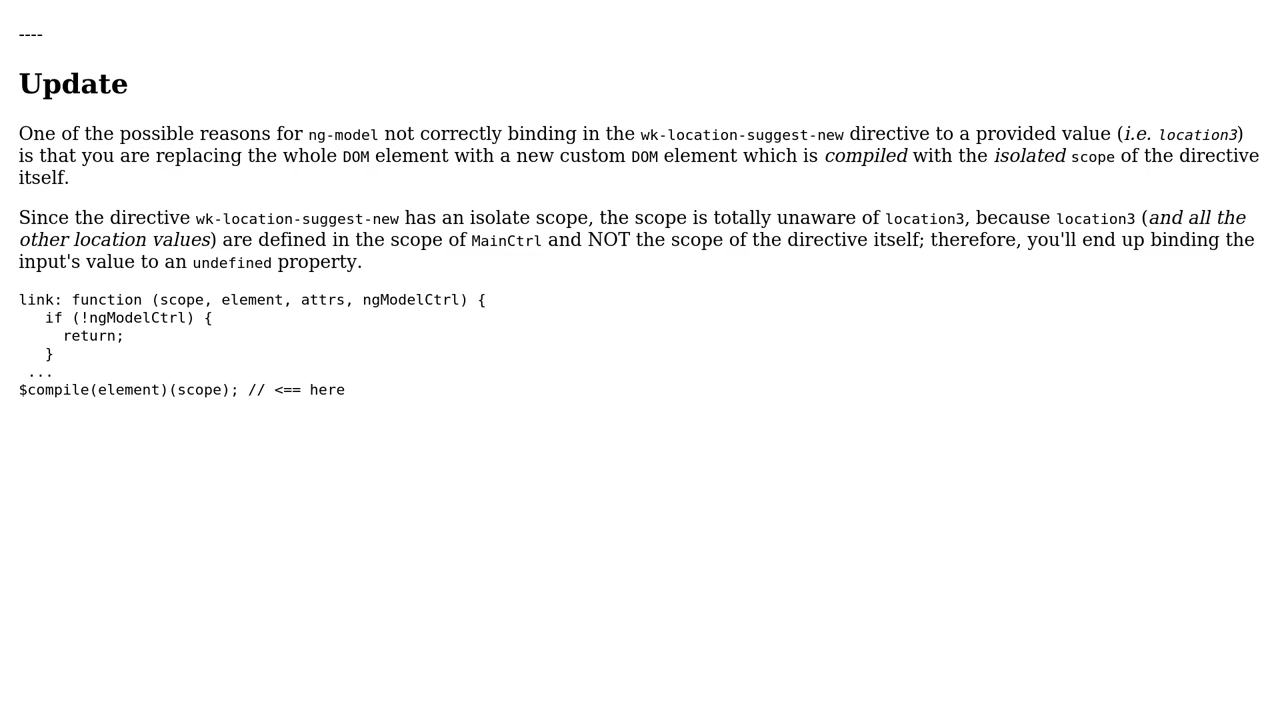 ----
Update
One of the possible reasons for ng-model not correctly binding in the wk-location-suggest-new directive to a provided value (i.e. location3)
is that you are replacing the whole DOM element with a new custom DOM element which is compiled with the isolated scope of the directive
itself.
Since the directive wk-location-suggest-new has an isolate scope, the scope is totally unaware of location3, because location3 (and all the
other location values) are defined in the scope of MainCtrl and NOT the scope of the directive itself; therefore, you'll end up binding the
input's value to an undefined property.
link: function (scope, element, attrs, ngModelCtrl) {
   if (!ngModelCtrl) {
     return;
   }
 ...
$compile(element)(scope); // <== here